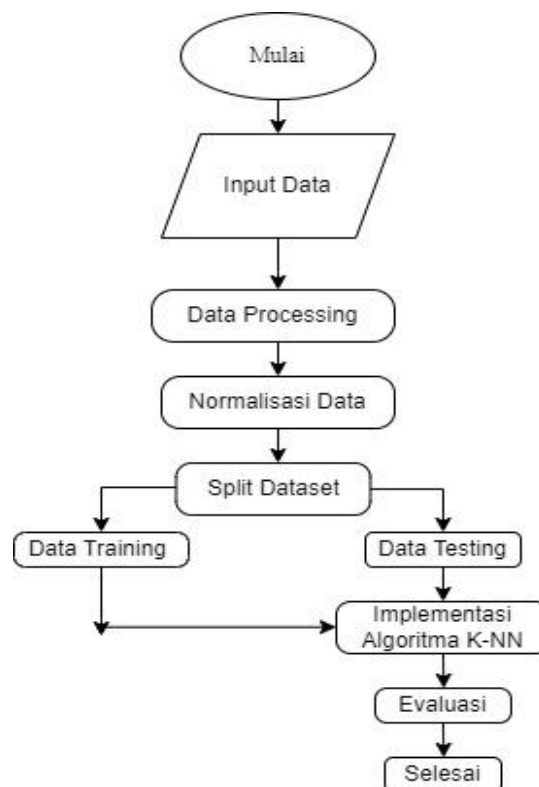 Mulai
Input Data
Data Processing
Normalisasi Data
Split Dataset
Data Training
Data Testing
Implementasi
Algoritma K-NN
Evaluasi
Selesai